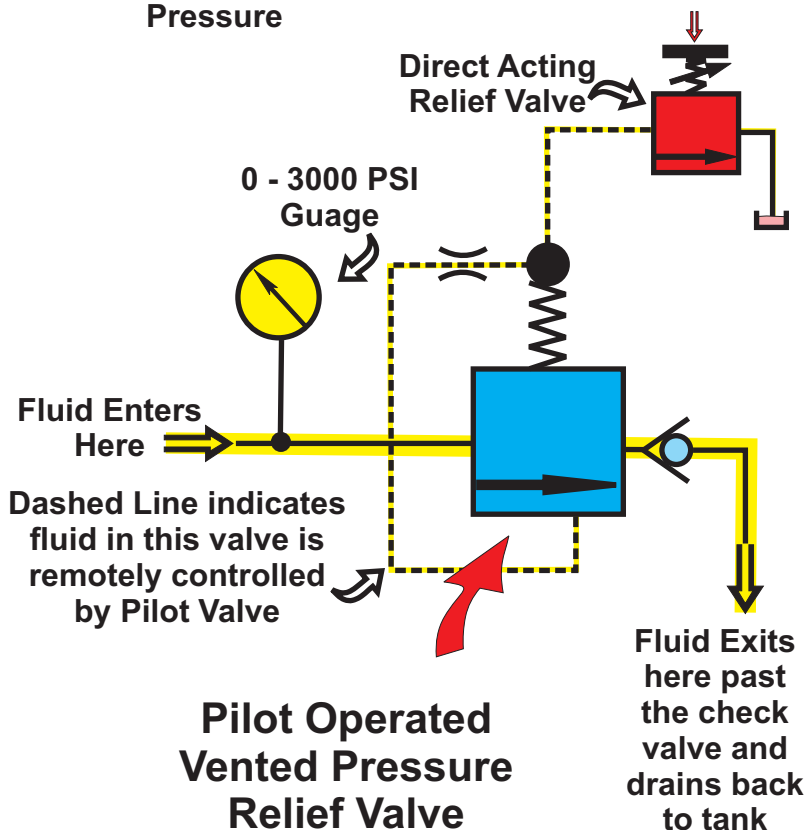 Pressure
Direct Acting
Relief Valve
0 - 3000 PSI
Guage
Fluid Enters
Here
Dashed Line indicates
fluid in this valve is
remotely controlled
by Pilot Valve
Pilot Operated
Vented Pressure
Relief Valve
Fluid Exits
here past
the check
valve and
drains back
to tank